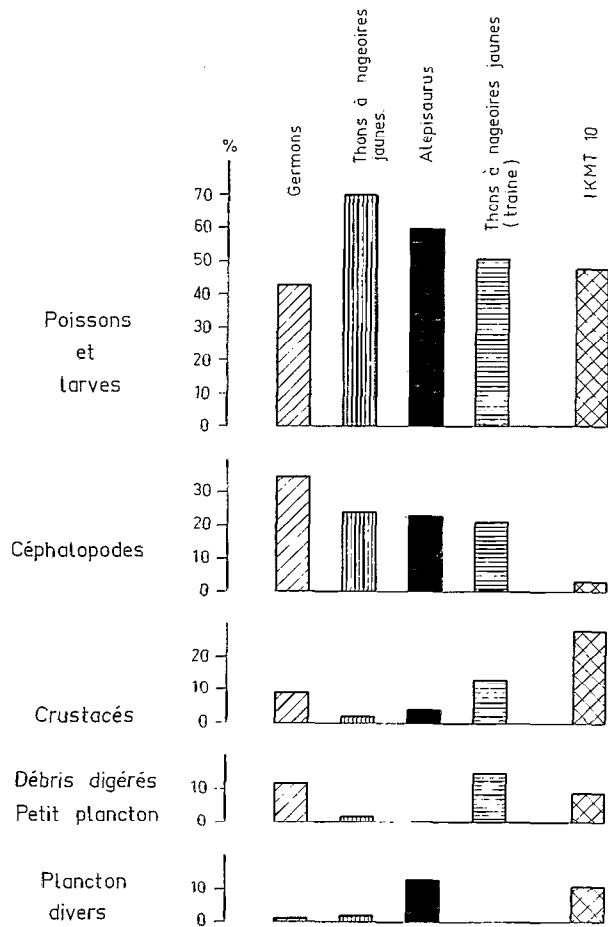 %
Germons
Thons à nageoires
jaunes.
Alepisaurus
Thons à nageoires jaunes
(traine)
IKMT 10
70
60
50
40
30
20
10
0
Poissons
et
larves
30
20
10
0
Céphalopodes
20
10
0
Crustacés
10
0
Débris digérés
Petit plancton
10
0
Plancton
divers